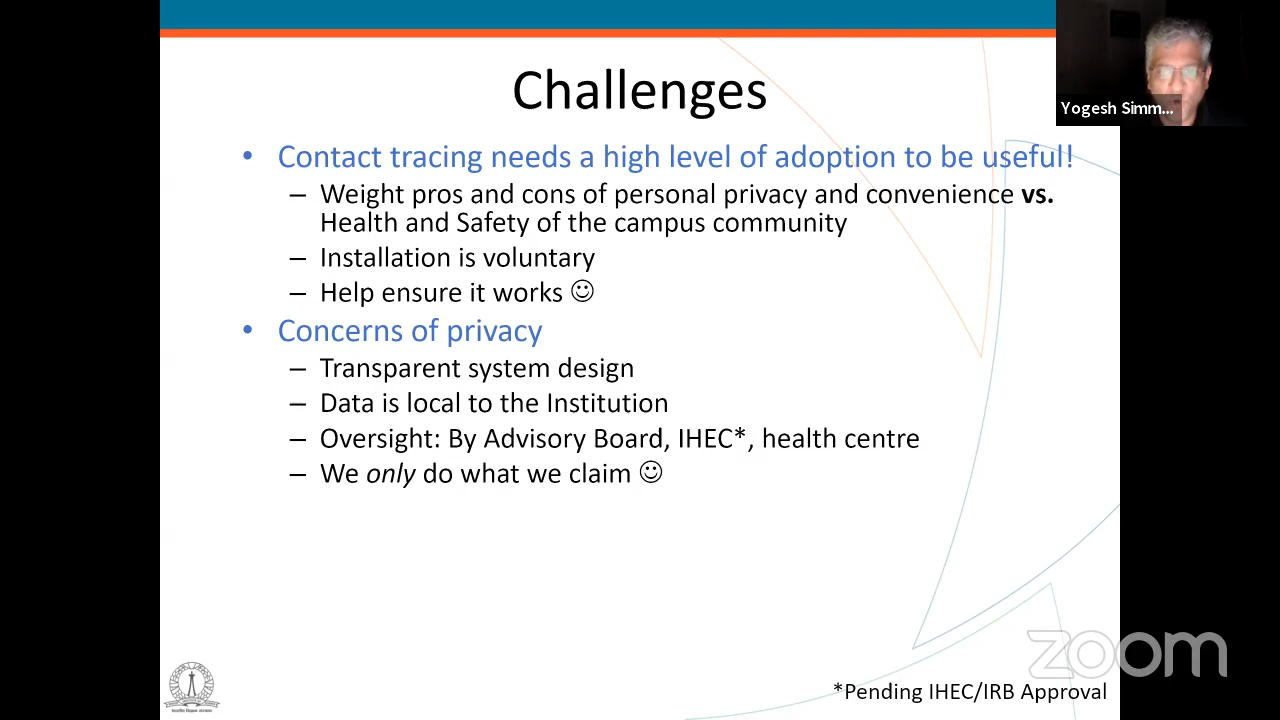 Challenges
Yogesh Simm...
• Contact tracing needs a high level of adoption to be useful!
– Weight pros and cons of personal privacy and convenience vs.
Health and Safety of the campus community
– Installation is voluntary
– Help ensure it works ☺
• Concerns of privacy
– Transparent system design
– Data is local to the Institution
– Oversight: By Advisory Board, IHEC*, health centre
– We only do what we claim ☺
zoom
*Pending IHEC/IRB Approval